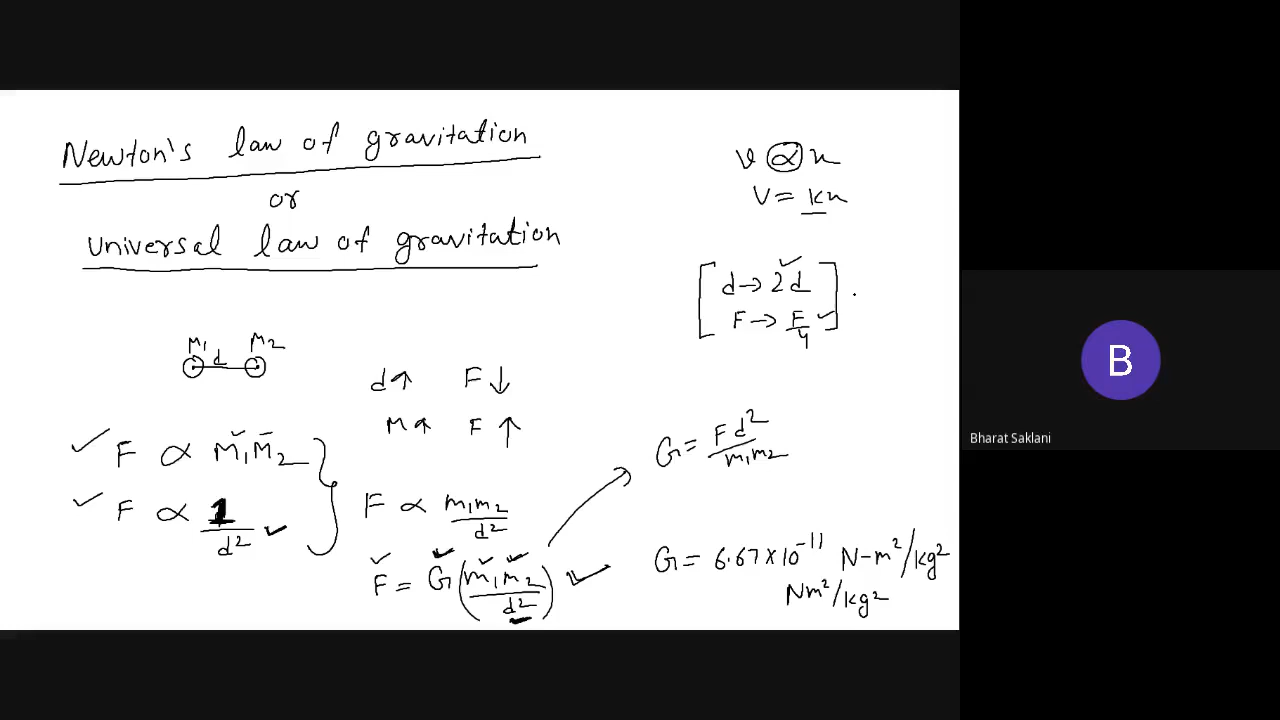 Newton's law of gravitation
or
Universal law of gravitation
v ∝ x
v = kx
d → 2d
F → F/4
M1 d M2
d↑ F↓
M↑ F↑
F ∝ m1m2
F ∝ 1/d²
F ∝ m1m2/d²
F = G(m1m2/d²)
G = Fd²/m1m2
G = 6.67×10⁻¹¹ N-m²/kg²
Nm²/kg²
B
Bharat Saklani